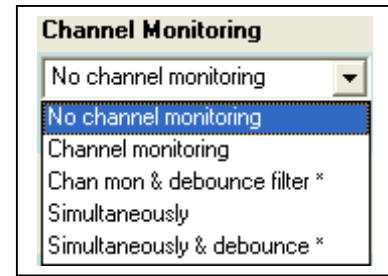 Channel Monitoring
No channel monitoring
No channel monitoring
Channel monitoring
Chan mon & debounce filter *
Simultaneously
Simultaneously & debounce *